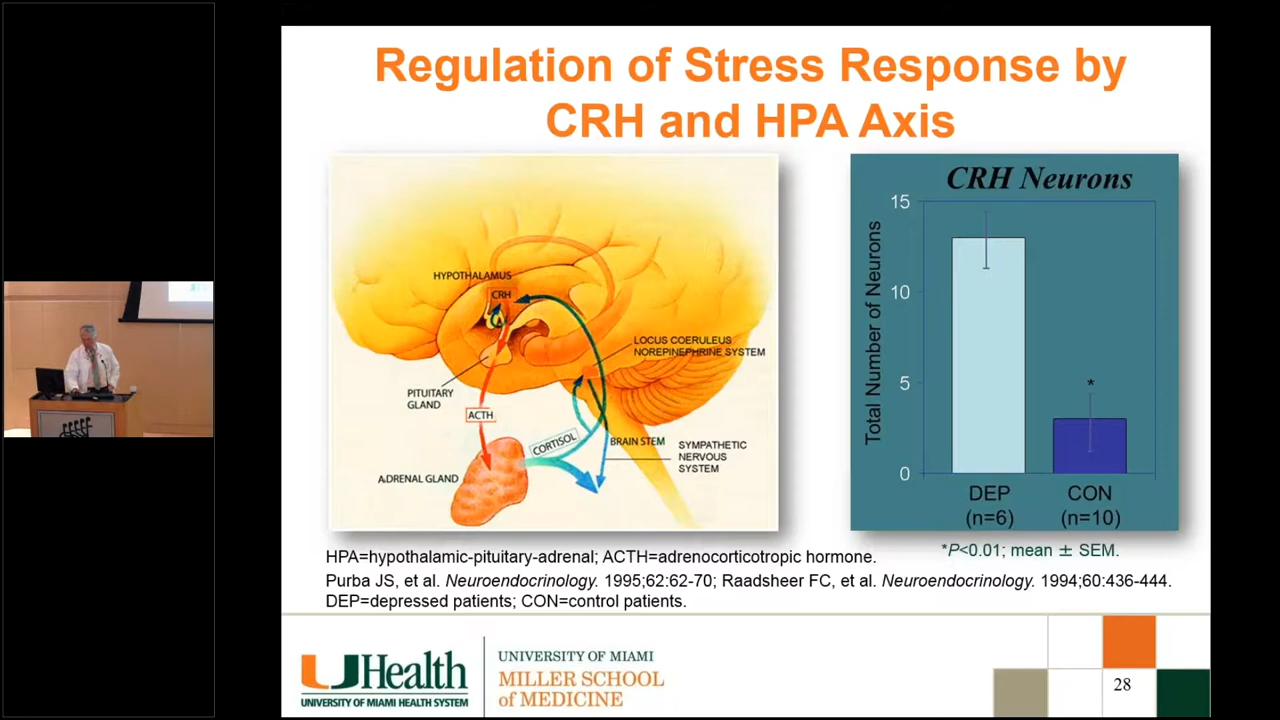 Regulation of Stress Response by
CRH and HPA Axis
HYPOTHALAMUS
CRH
LOCUS COERULEUS
NOREPINEPHRINE SYSTEM
PITUITARY
GLAND
ACTH
CORTISOL
BRAIN STEM
SYMPATHETIC
NERVOUS
SYSTEM
ADRENAL GLAND
CRH Neurons
Total Number of Neurons
15
10
5
0
*
DEP
(n=6)
CON
(n=10)
*P<0.01; mean ± SEM.
HPA=hypothalamic-pituitary-adrenal; ACTH=adrenocorticotropic hormone.
Purba JS, et al. Neuroendocrinology. 1995;62:62-70; Raadsheer FC, et al. Neuroendocrinology. 1994;60:436-444.
DEP=depressed patients; CON=control patients.
UHealth
UNIVERSITY OF MIAMI HEALTH SYSTEM
UNIVERSITY OF MIAMI
MILLER SCHOOL
of MEDICINE
28